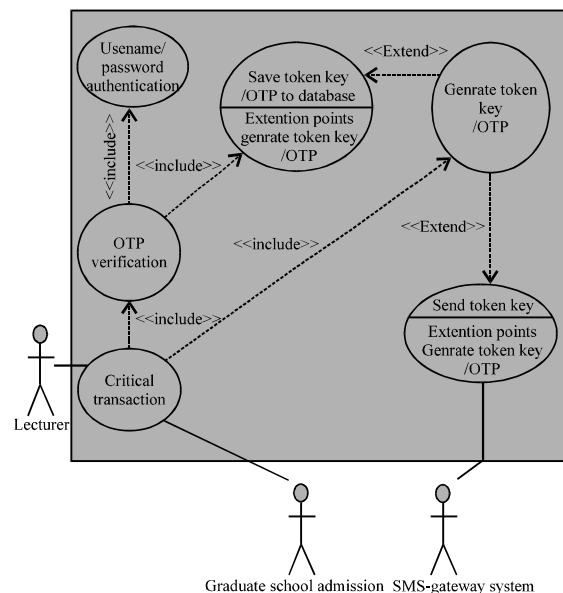 Usename/
password
authentication
<<Extend>>
Save token key
/OTP to database
Extention points
genrate token key
/OTP
Genrate token
key
/OTP
<<include>>
<<include>>
<<include>>
<<Extend>>
OTP
verification
<<include>>
Send token key
Extention points
Genrate token key
/OTP
Critical
transaction
Lecturer
Graduate school admission
SMS-gateway system